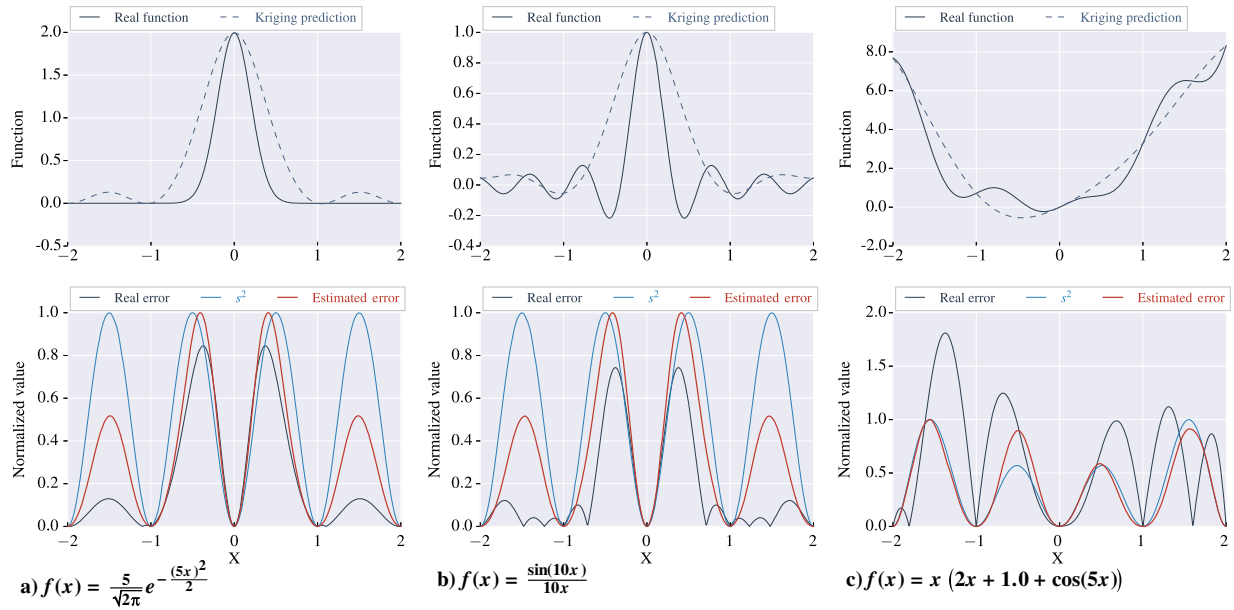 Real function Kriging prediction
Real function Kriging prediction
Real function Kriging prediction
Function
2.0
1.5
1.0
0.5
0.0
-0.5
−2 −1 0 1 2
Function
1.0
0.8
0.6
0.4
0.2
0.0
-0.2
-0.4
−2 −1 0 1 2
Function
8.0
6.0
4.0
2.0
0.0
-2.0
−2 −1 0 1 2
Real error s² Estimated error
Real error s² Estimated error
Real error s² Estimated error
Normalized value
1.0
0.8
0.6
0.4
0.2
0.0
−2 −1 0 1 2
X
Normalized value
1.0
0.8
0.6
0.4
0.2
0.0
−2 −1 0 1 2
X
Normalized value
2.0
1.5
1.0
0.5
0.0
−2 −1 0 1 2
X
a) f(x) = 5/√2π e^−(5x)²/2
b) f(x) = sin(10x)/10x
c) f(x) = x (2x + 1.0 + cos(5x))